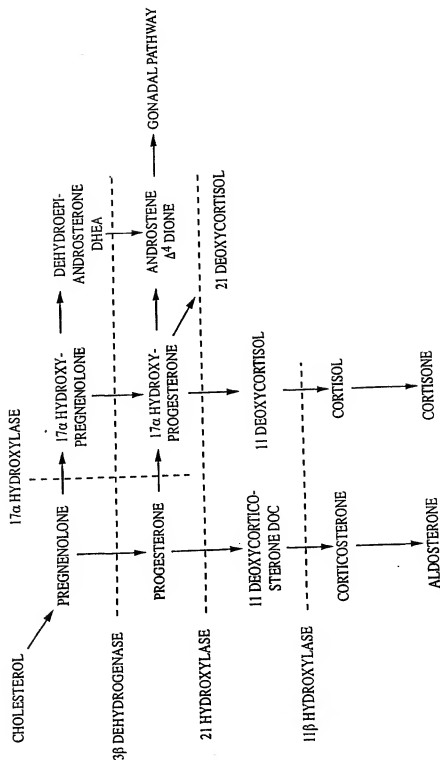 CHOLESTEROL
17α HYDROXYLASE
PREGNENOLONE
17α HYDROXY-
PREGNENOLONE
DEHYDROEPI-
ANDROSTERONE
DHEA
3β DEHYDROGENASE
PROGESTERONE
17α HYDROXY-
PROGESTERONE
ANDROSTENE
Δ⁴ DIONE
GONADAL PATHWAY
21 HYDROXYLASE
21 DEOXYCORTISOL
11 DEOXYCORTICO-
STERONE DOC
11 DEOXYCORTISOL
11β HYDROXYLASE
CORTICOSTERONE
CORTISOL
ALDOSTERONE
CORTISONE